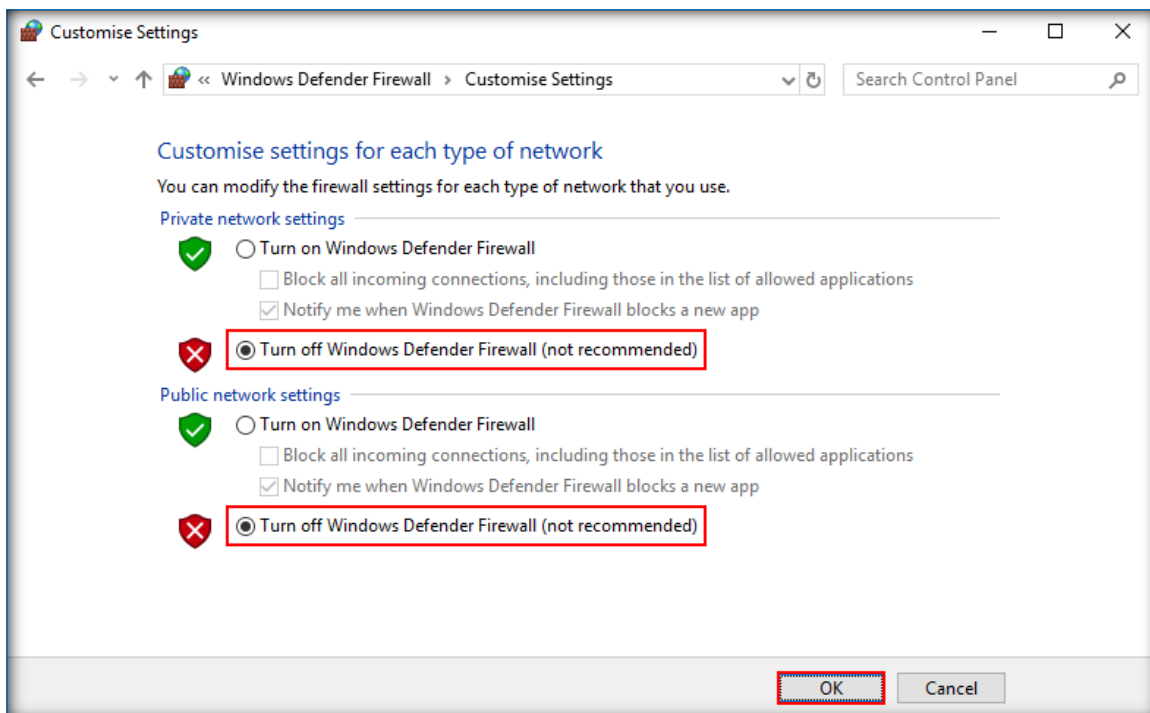 Customise Settings
« Windows Defender Firewall › Customise Settings
Search Control Panel
Customise settings for each type of network
You can modify the firewall settings for each type of network that you use.
Private network settings
Turn on Windows Defender Firewall
Block all incoming connections, including those in the list of allowed applications
Notify me when Windows Defender Firewall blocks a new app
Turn off Windows Defender Firewall (not recommended)
Public network settings
Turn on Windows Defender Firewall
Block all incoming connections, including those in the list of allowed applications
Notify me when Windows Defender Firewall blocks a new app
Turn off Windows Defender Firewall (not recommended)
OK
Cancel